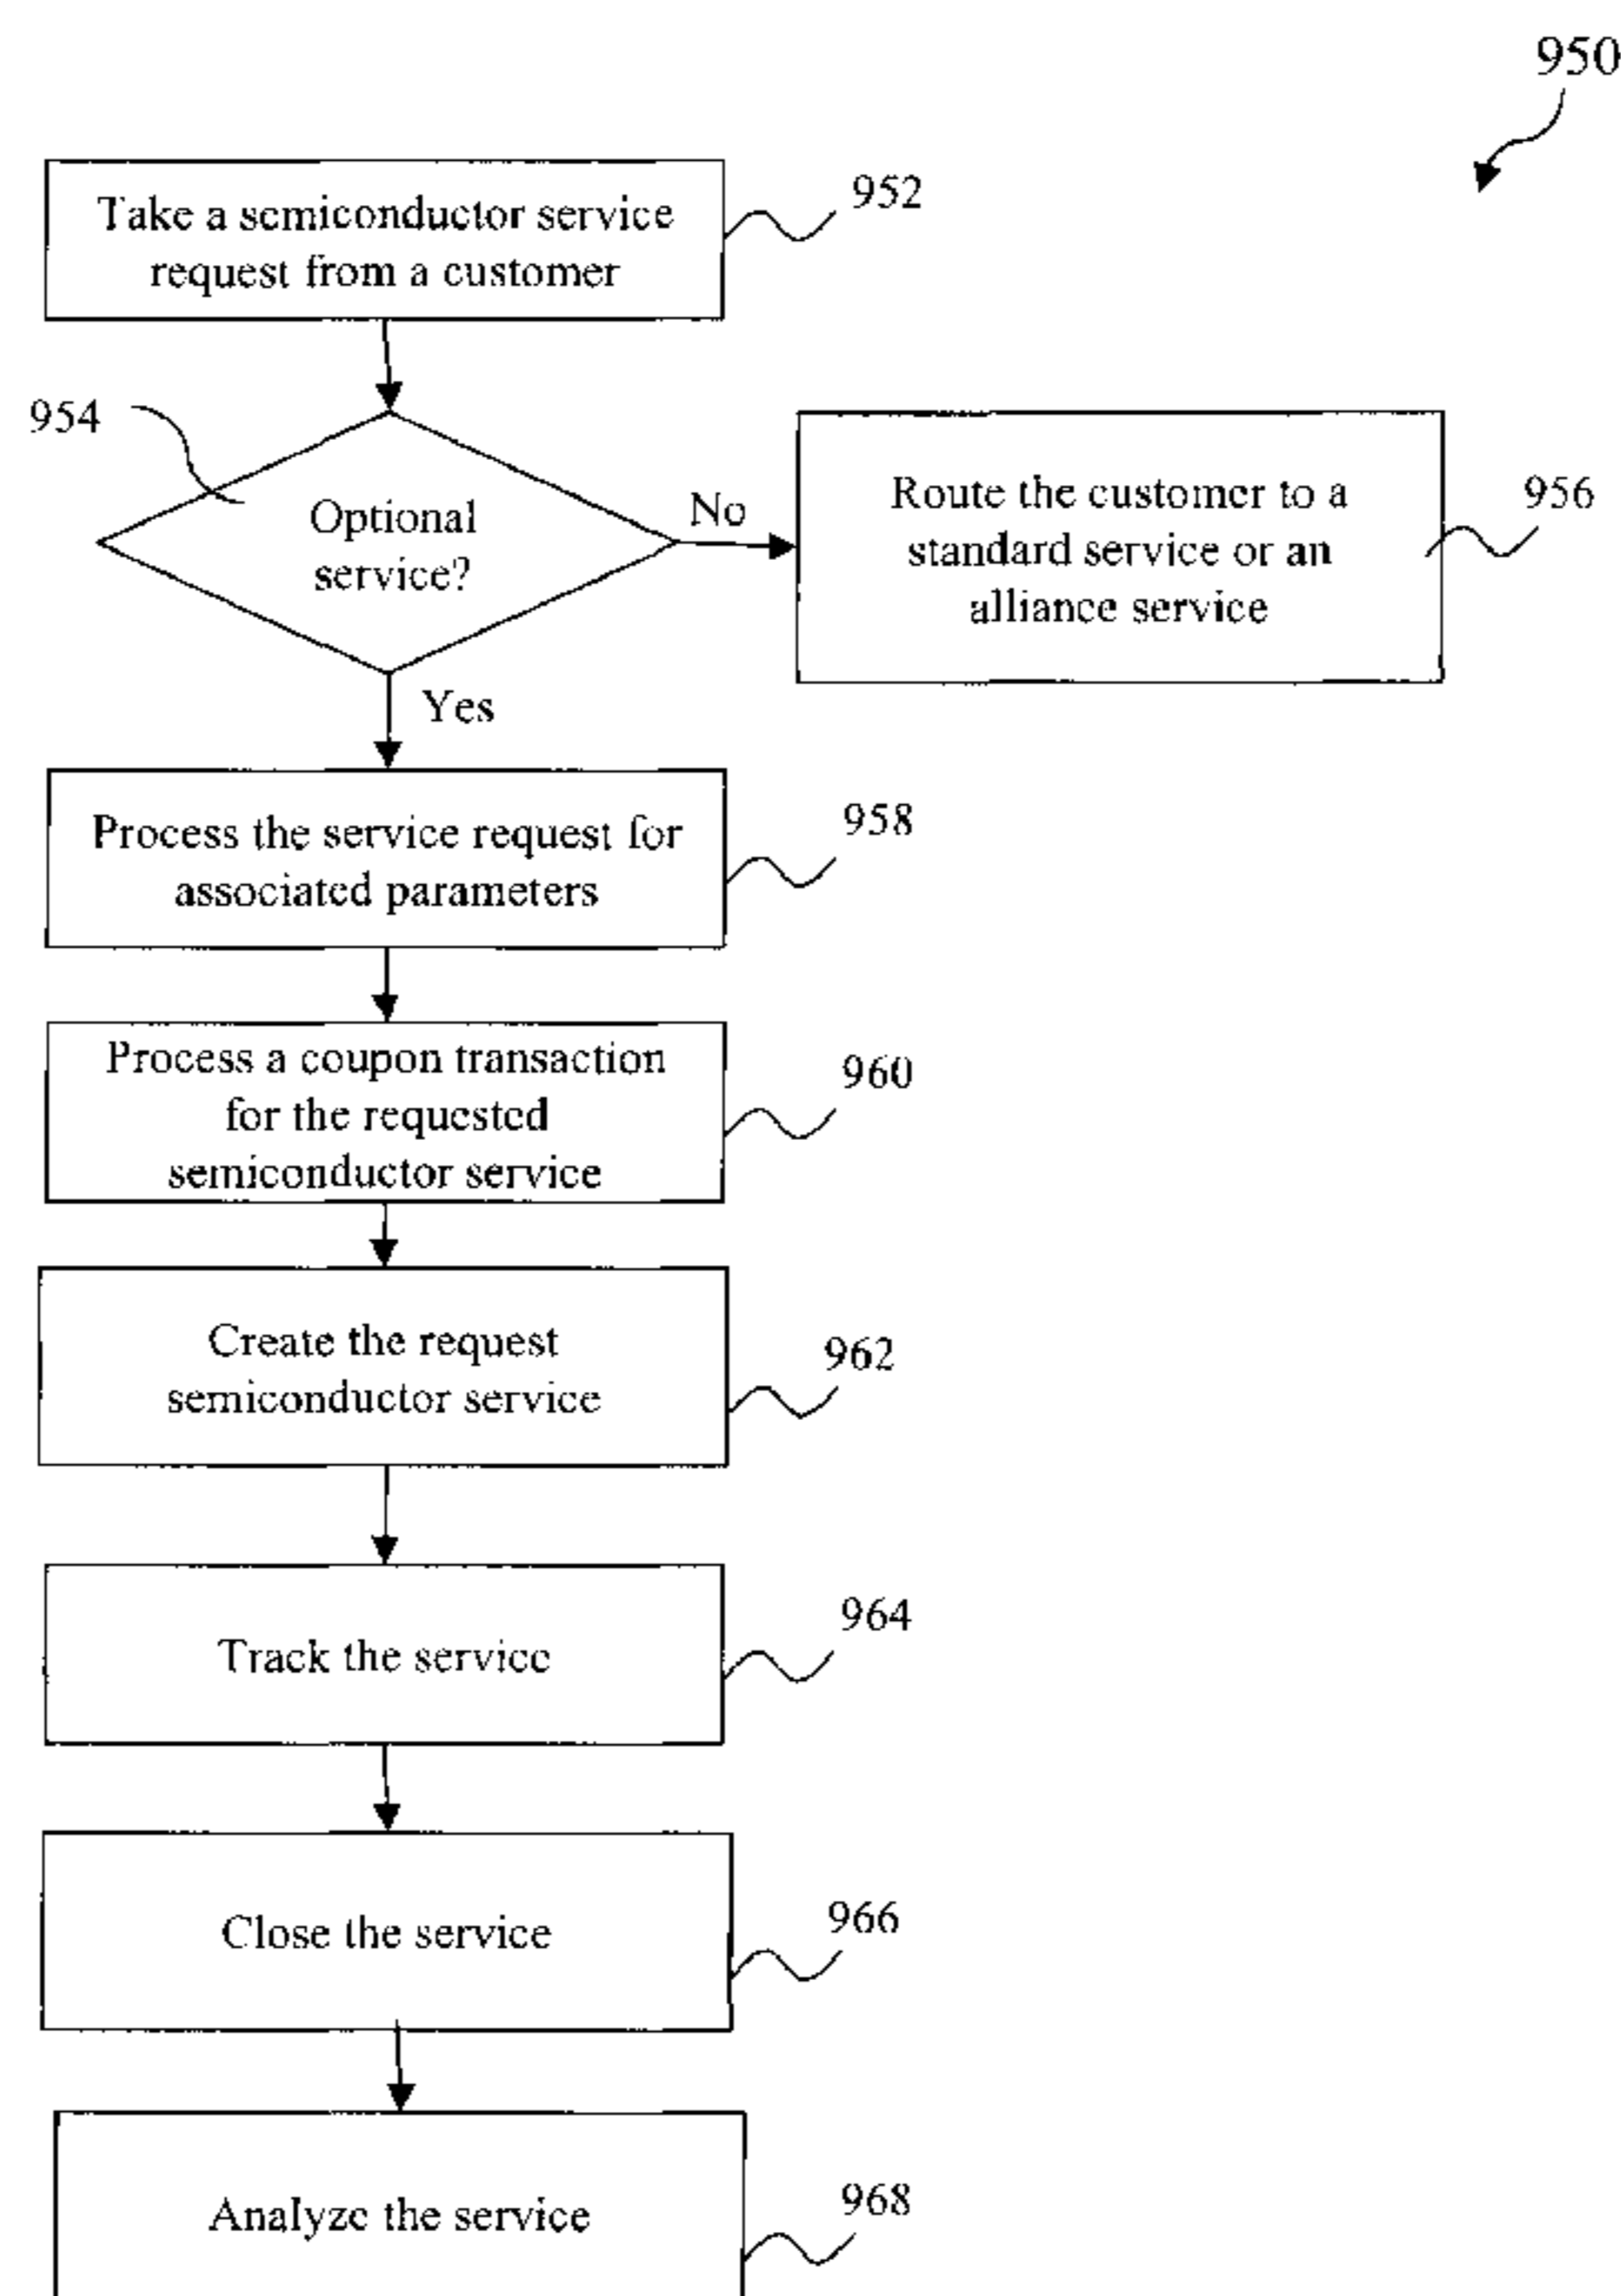 950
Take a semiconductor service
request from a customer
952
954
Optional
service?
No
Route the customer to a
standard service or an
alliance service
956
Yes
Process the service request for
associated parameters
958
Process a coupon transaction
for the requested
semiconductor service
960
Create the request
semiconductor service
962
Track the service
964
Close the service
966
Analyze the service
968